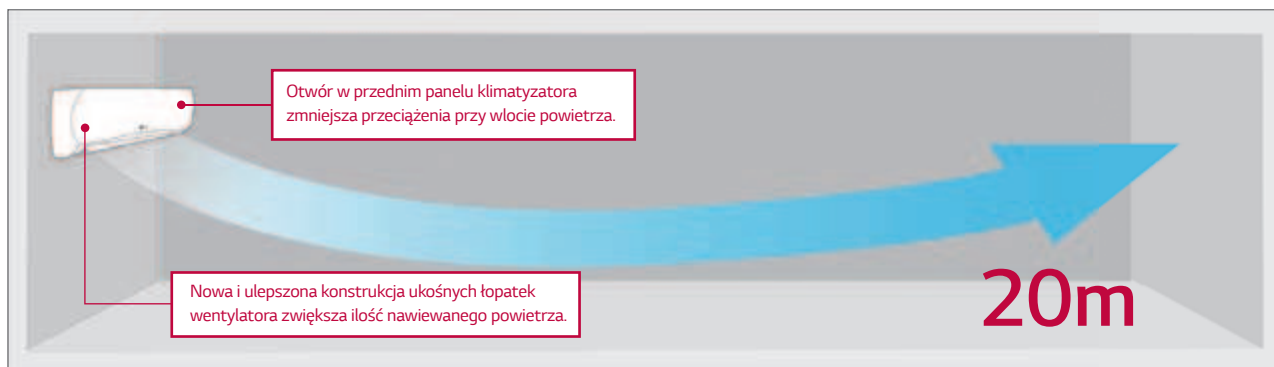 Otwór w przednim panelu klimatyzatora
zmniejsza przeciążenia przy wlocie powietrza.
Nowa i ulepszona konstrukcja ukośnych łopatek
wentylatora zwiększa ilość nawiewanego powietrza.
20m